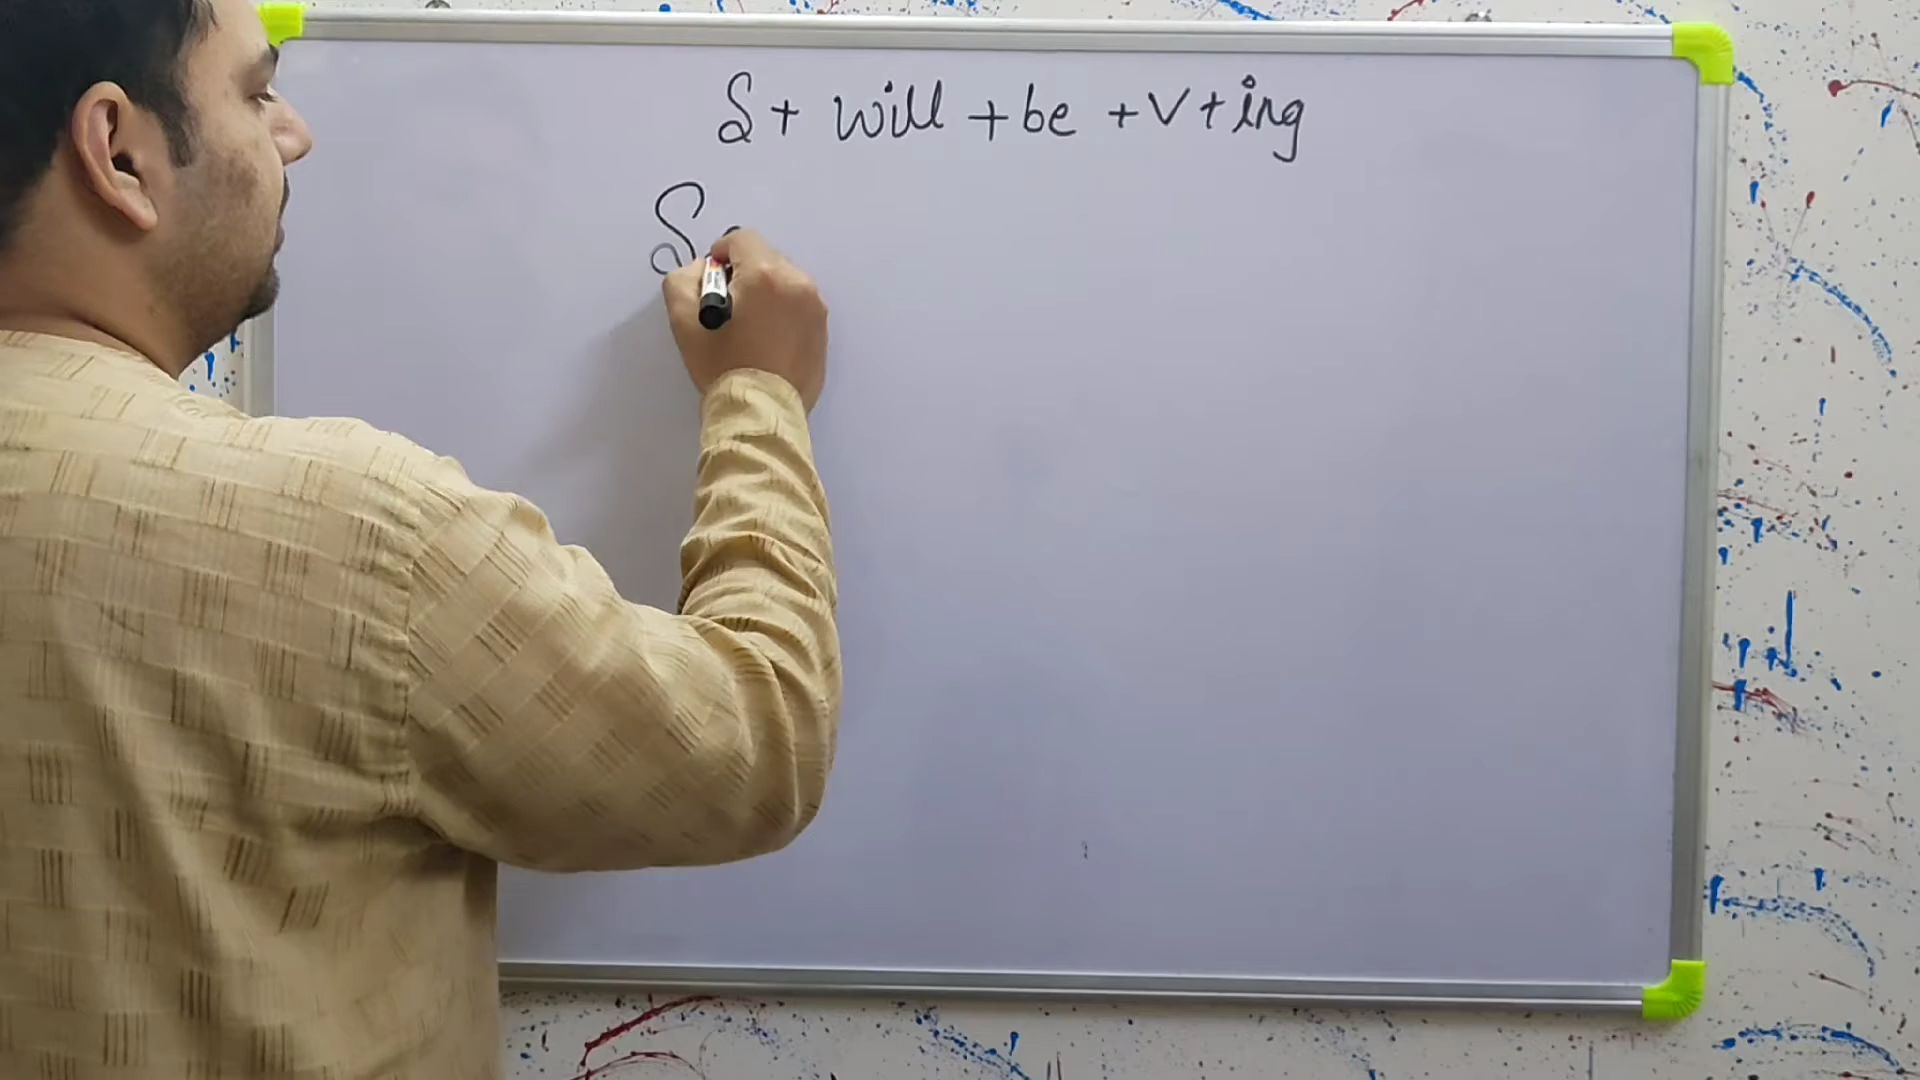 S + will + be + V + ing
S